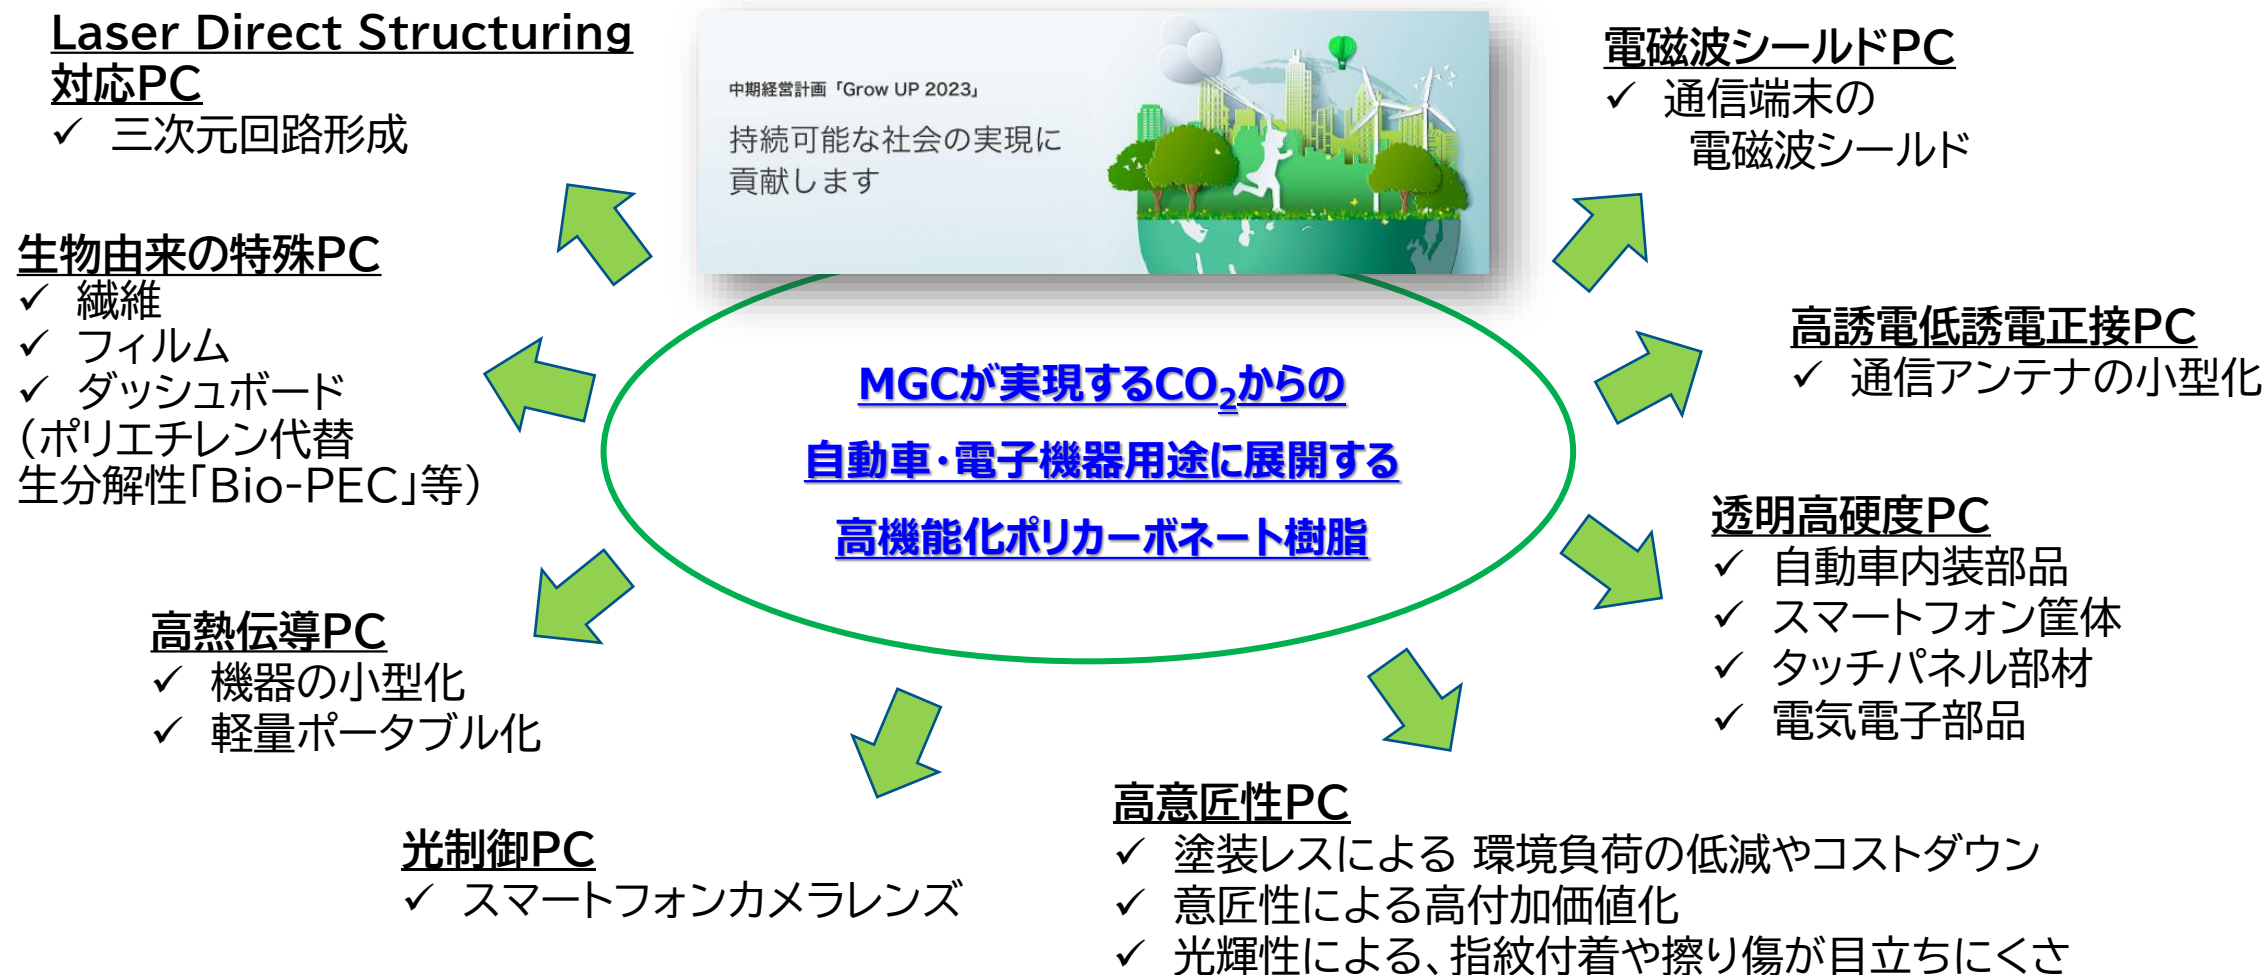 Laser Direct Structuring
対応PC
✓ 三次元回路形成
中期経営計画「Grow UP 2023」
持続可能な社会の実現に
貢献します
電磁波シールドPC
✓ 通信端末の
電磁波シールド
生物由来の特殊PC
✓ 繊維
✓ フィルム
✓ ダッシュボード
（ポリエチレン代替
生分解性「Bio-PEC」等）
MGCが実現するCO₂からの
自動車・電子機器用途に展開する
高機能化ポリカーボネート樹脂
高誘電低誘電正接PC
✓ 通信アンテナの小型化
透明高硬度PC
✓ 自動車内装部品
✓ スマートフォン筐体
✓ タッチパネル部材
✓ 電気電子部品
高熱伝導PC
✓ 機器の小型化
✓ 軽量ポータブル化
光制御PC
✓ スマートフォンカメラレンズ
高意匠性PC
✓ 塗装レスによる 環境負荷の低減やコストダウン
✓ 意匠性による高付加価値化
✓ 光輝性による、指紋付着や擦り傷が目立ちにくさ